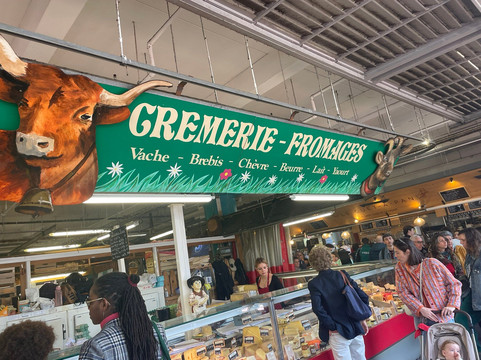 CREMERIE - FROMAGES
Vache - Brebis - Chèvre - Beurre - Lait - Yaourt